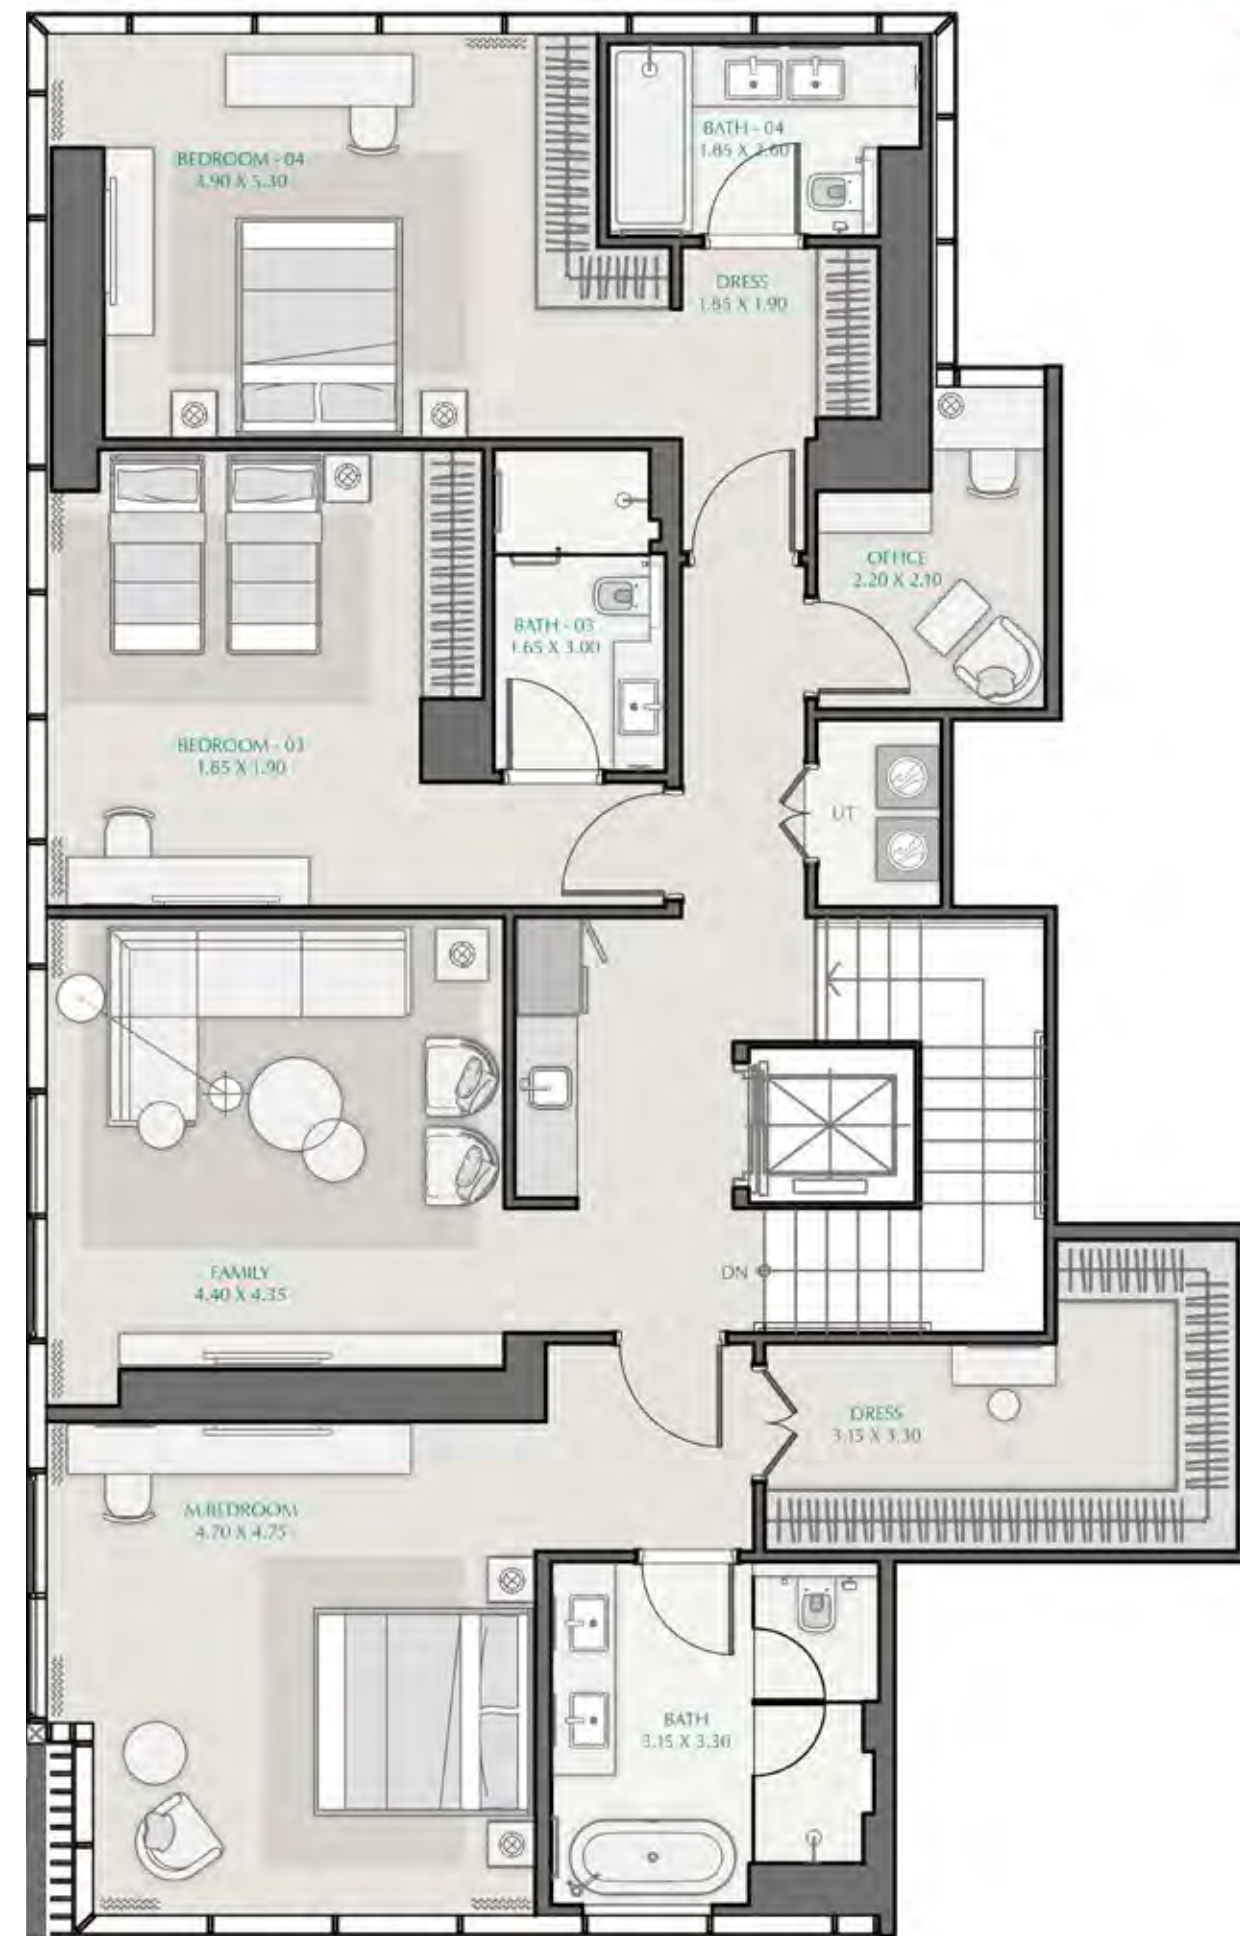 BEDROOM - 04
3.90 X 5.30
BATH - 04
1.85 X 2.60
DRESS
1.85 X 1.90
OFFICE
2.20 X 2.10
BATH - 03
1.65 X 3.00
BEDROOM - 03
1.85 X 1.90
UT
FAMILY
4.40 X 4.35
DN
DRESS
3.15 X 3.30
M.BEDROOM
4.70 X 4.75
BATH
3.15 X 3.30